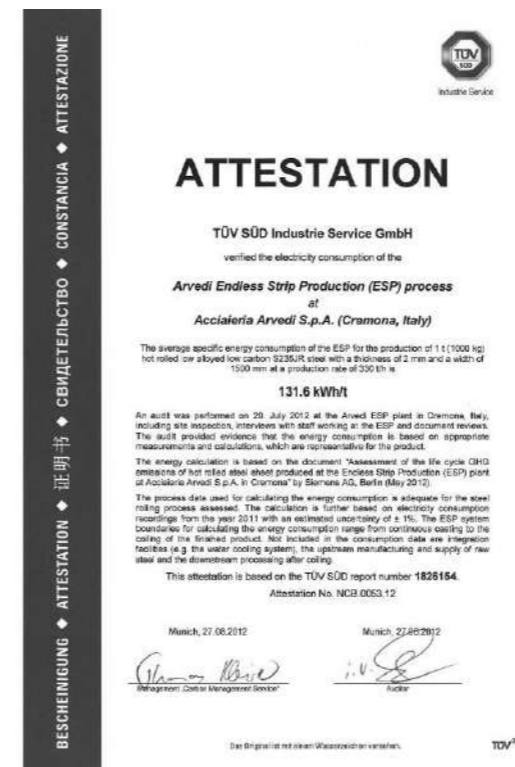 BESCHEINIGUNG ◆ ATTESTATION ◆ 证明书 ◆ СВИДЕТЕЛЬСТВО ◆ CONSTANCIA ◆ ATTESTAZIONE
TÜV
SÜD
Industrie Service
ATTESTATION
TÜV SÜD Industrie Service GmbH
verified the electricity consumption of the
Arvedi Endless Strip Production (ESP) process
at
Acciaieria Arvedi S.p.A. (Cremona, Italy)
The average specific energy consumption of the ESP for the production of 1 t (1000 kg)
hot rolled low alloyed low carbon S235JR steel with a thickness of 2 mm and a width of
1500 mm at a production rate of 330 t/h is
131.6 kWh/t
An audit was performed on 20. July 2012 at the Arvedi ESP plant in Cremona, Italy,
including site inspection, interviews with staff working at the ESP and document reviews.
The audit provided evidence that the energy consumption is based on appropriate
measurements and calculations, which are representative for the product.
The energy calculation is based on the document "Assessment of the life cycle GHG
emissions of hot rolled steel sheet produced at the Endless Strip Production (ESP) plant
at Acciaieria Arvedi S.p.A. in Cremona" by Siemens AG, Berlin (May 2012).
The process data used for calculating the energy consumption is adequate for the steel
rolling process assessed. The calculation is further based on electricity consumption
recordings from the year 2011 with an estimated uncertainty of ± 1%. The ESP system
boundaries for calculating the energy consumption range from continuous casting to the
coiling of the finished product. Not included in the consumption data are integration
facilities (e.g. the water cooling system), the upstream manufacturing and supply of raw
steel and the downstream processing after coiling.
This attestation is based on the TÜV SÜD report number 1826154.
Attestation No. NCB.0053.12
Munich, 27.08.2012
Munich, 27.08.2012
i.V.
Management „Carbon Management Service"
Auditor
Das Original ist mit einem Wasserzeichen versehen.
TÜV